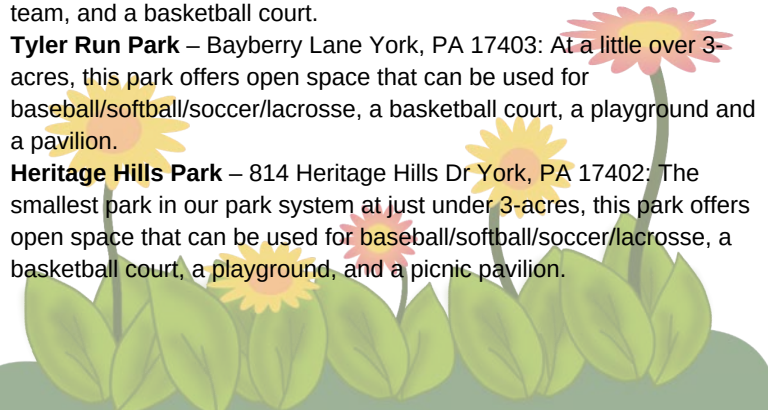 team, and a basketball court.
Tyler Run Park – Bayberry Lane York, PA 17403: At a little over 3-
acres, this park offers open space that can be used for
baseball/softball/soccer/lacrosse, a basketball court, a playground and
a pavilion.
Heritage Hills Park – 814 Heritage Hills Dr York, PA 17402: The
smallest park in our park system at just under 3-acres, this park offers
open space that can be used for baseball/softball/soccer/lacrosse, a
basketball court, a playground, and a picnic pavilion.